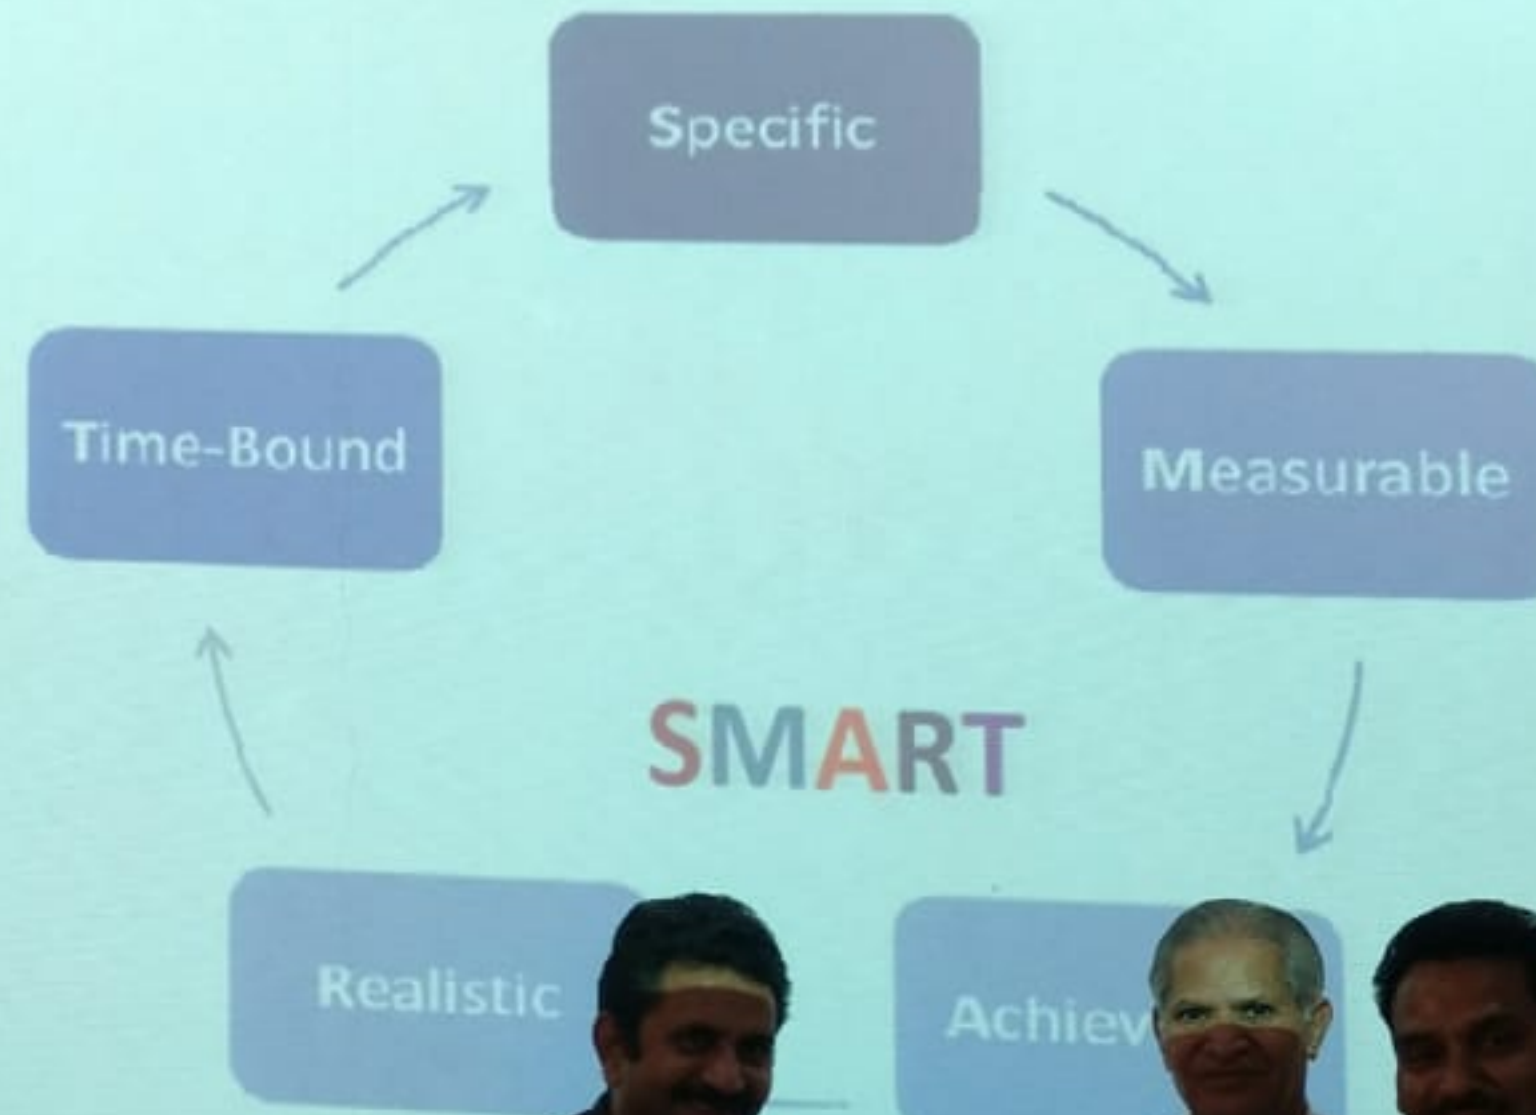 Specific
Time-Bound
Measurable
SMART
Realistic
Achiev